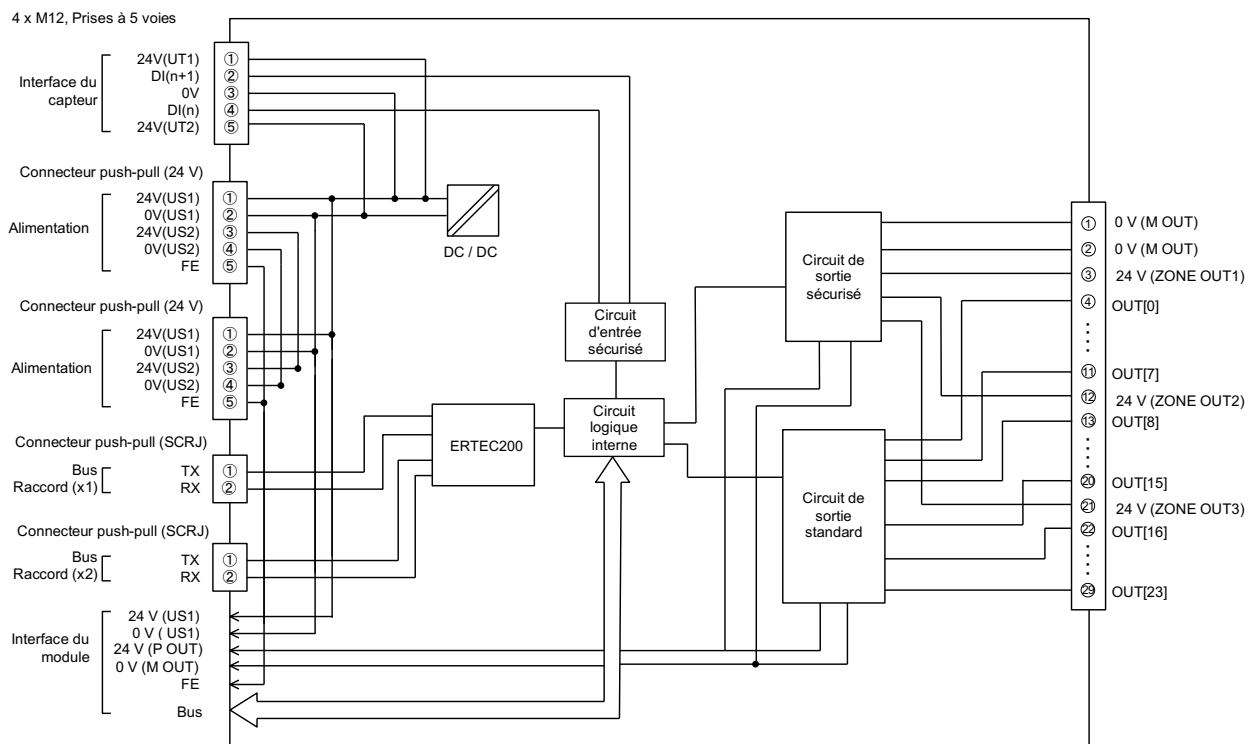 4 x M12, Prises à 5 voies
Interface du
capteur
24V(UT1) ①
DI(n+1) ②
0V ③
DI(n) ④
24V(UT2) ⑤
Connecteur push-pull (24 V)
Alimentation
24V(US1) ①
0V(US1) ②
24V(US2) ③
0V(US2) ④
FE ⑤
Connecteur push-pull (24 V)
Alimentation
24V(US1) ①
0V(US1) ②
24V(US2) ③
0V(US2) ④
FE ⑤
Connecteur push-pull (SCRJ)
Bus
Raccord (x1)
TX ①
RX ②
Connecteur push-pull (SCRJ)
Bus
Raccord (x2)
TX ①
RX ②
Interface du
module
24 V (US1)
0 V ( US1)
24 V (P OUT)
0 V (M OUT)
FE
Bus
DC / DC
Circuit
d'entrée
sécurisé
ERTEC200
Circuit
logique
interne
Circuit de
sortie
sécurisé
Circuit de
sortie
standard
① 0 V (M OUT)
② 0 V (M OUT)
③ 24 V (ZONE OUT1)
④ OUT[0]
⑪ OUT[7]
⑫ 24 V (ZONE OUT2)
⑬ OUT[8]
⑳ OUT[15]
㉑ 24 V (ZONE OUT3)
㉒ OUT[16]
㉙ OUT[23]